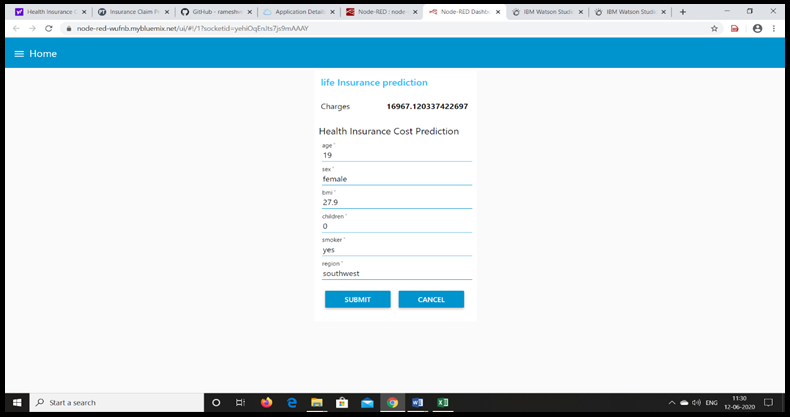 Health Insurance
Insurance Claim P
GitHub - rameshw
Application Detail
Node-RED : node-
Node-RED Dashb
IBM Watson Stud
IBM Watson Stud
node-red-wufnb.mybluemix.net/ui/#!/1?socketid=yehiOqEnJts7js9mAAAY
Home
life Insurance prediction
Charges 16967.120337422697
Health Insurance Cost Prediction
age *
19
sex *
female
bmi *
27.9
children *
0
smoker *
yes
region *
southwest
SUBMIT CANCEL
Start a search
ENG
11:30
12-06-2020